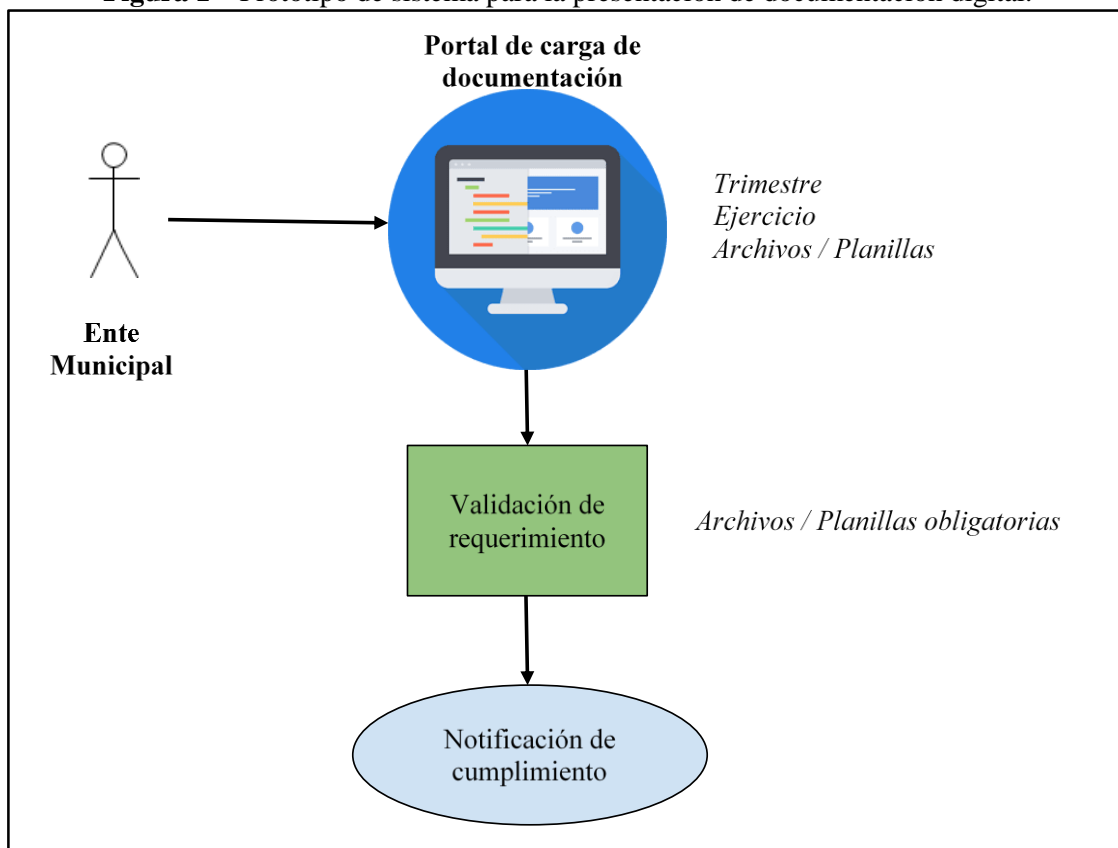 Portal de carga de
documentación
Trimestre
Ejercicio
Archivos / Planillas
Ente
Municipal
Validación de
requerimiento
Archivos / Planillas obligatorias
Notificación de
cumplimiento